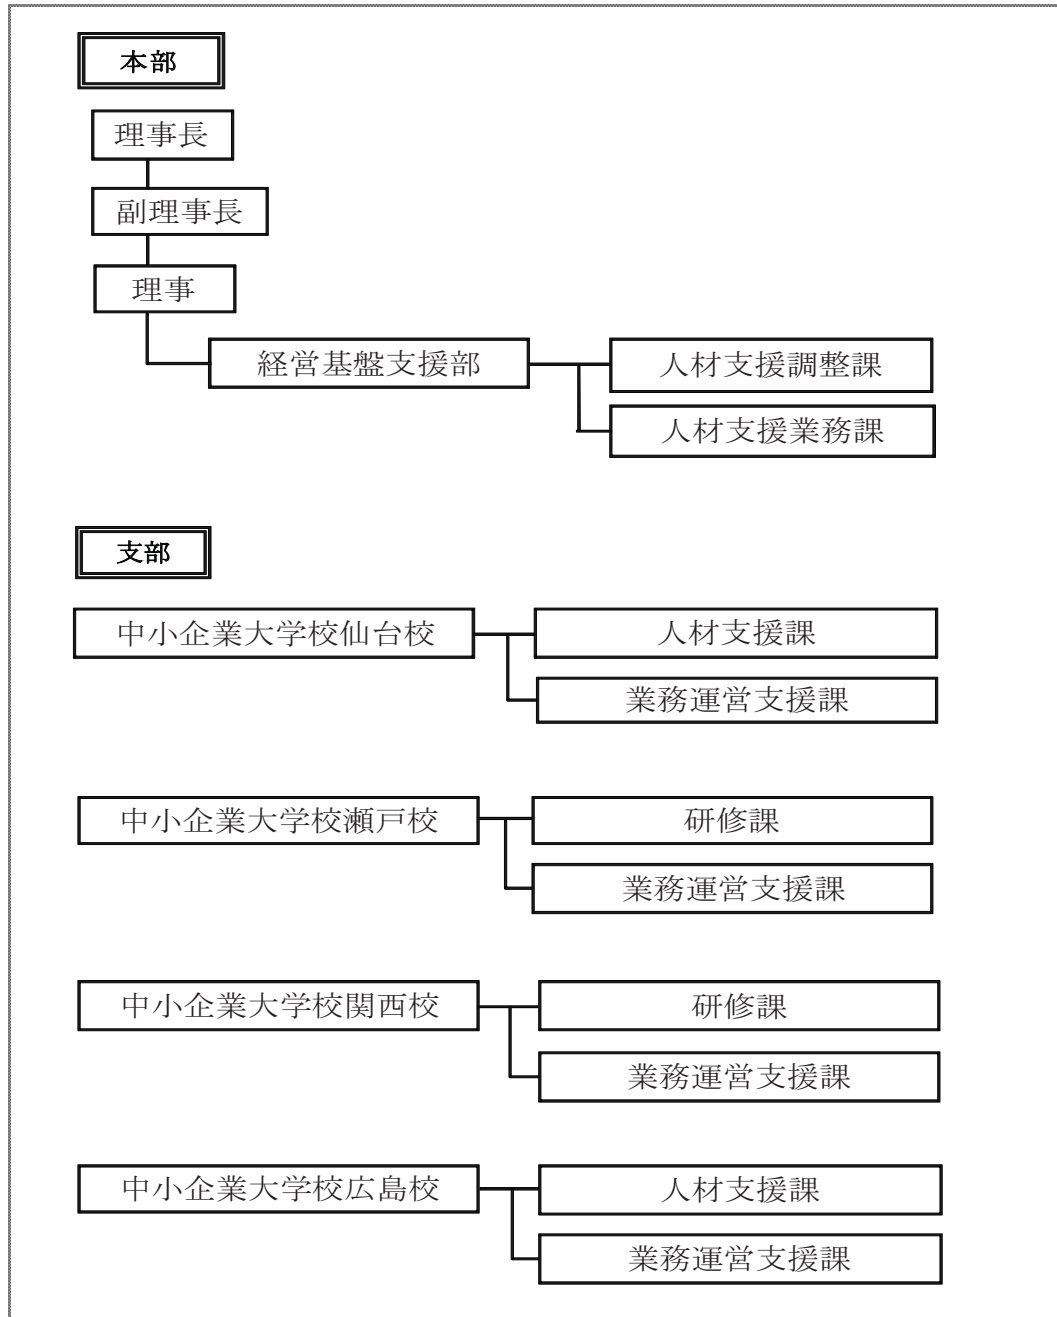 本部
理事長
副理事長
理事
経営基盤支援部
人材支援調整課
人材支援業務課
支部
中小企業大学校仙台校
人材支援課
業務運営支援課
中小企業大学校瀬戸校
研修課
業務運営支援課
中小企業大学校関西校
研修課
業務運営支援課
中小企業大学校広島校
人材支援課
業務運営支援課